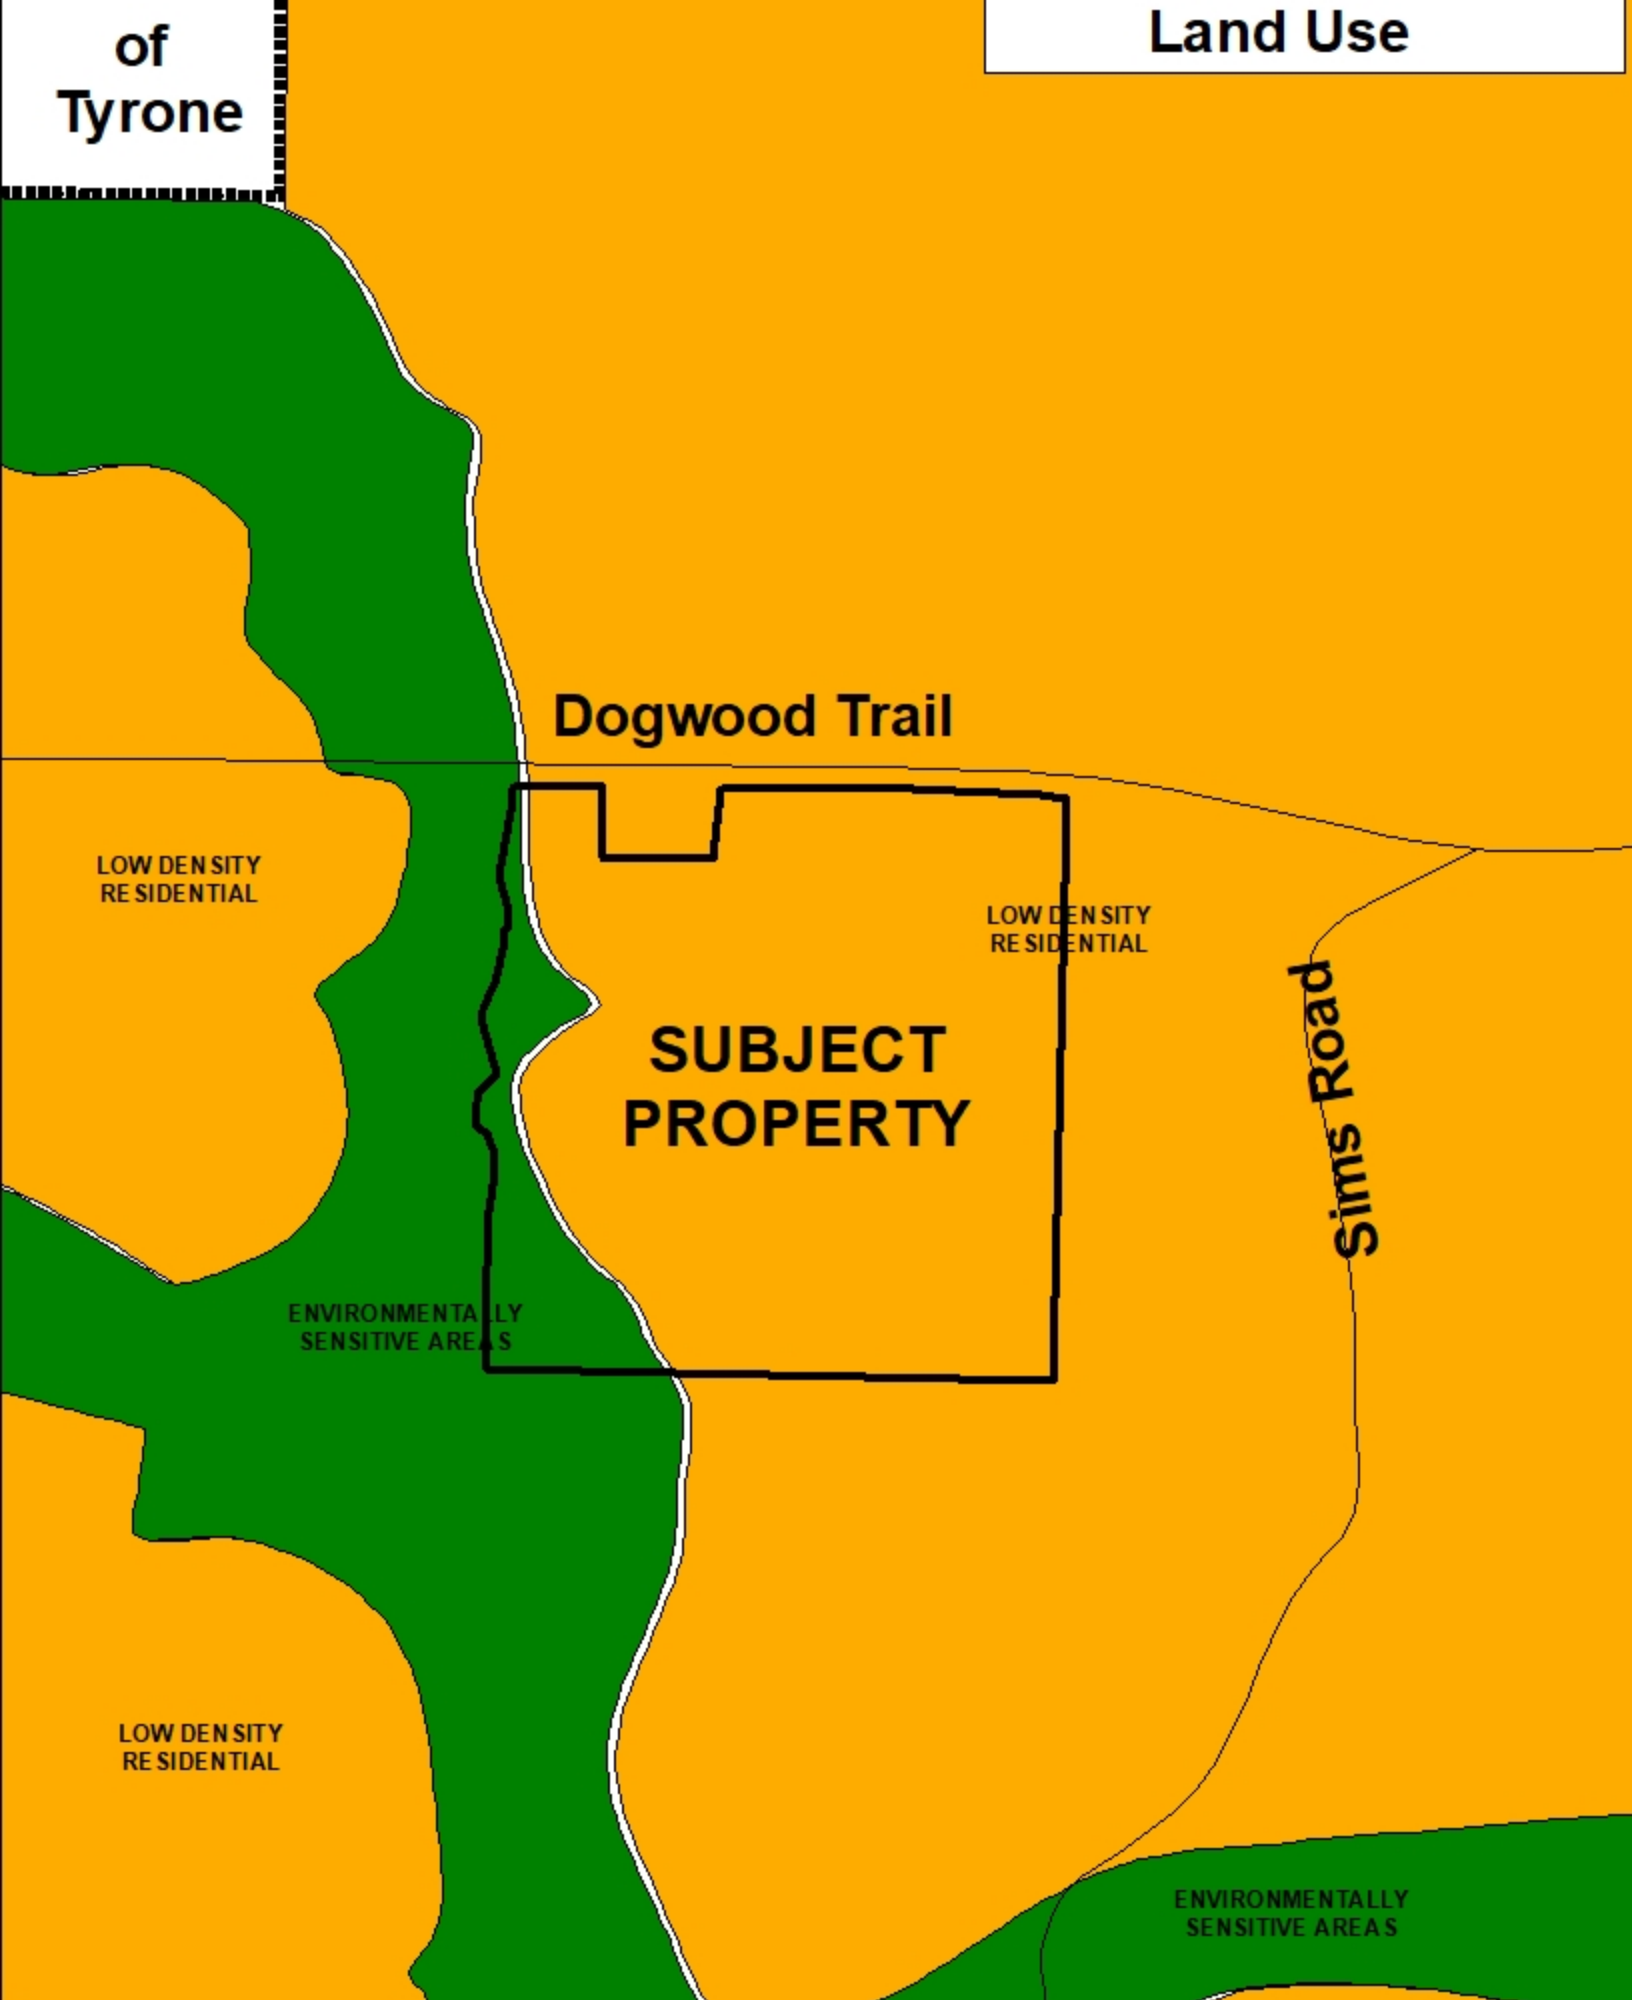 of
Tyrone
Land Use
Dogwood Trail
LOW DENSITY
RESIDENTIAL
LOW DENSITY
RESIDENTIAL
Sims Road
SUBJECT
PROPERTY
ENVIRONMENTALLY
SENSITIVE AREAS
LOW DENSITY
RESIDENTIAL
ENVIRONMENTALLY
SENSITIVE AREAS